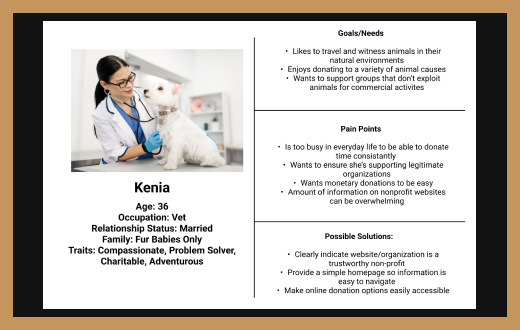 Kenia
Age: 36
Occupation: Vet
Relationship Status: Married
Family: Fur Babies Only
Traits: Compassionate, Problem Solver,
Charitable, Adventurous
Goals/Needs
• Likes to travel and witness animals in their
natural environments
• Enjoys donating to a variety of animal causes
• Wants to support groups that don't exploit
animals for commercial activites
Pain Points
• Is too busy in everyday life to be able to donate
time consistantly
• Wants to ensure she's supporting legitimate
organizations
• Wants monetary donations to be easy
• Amount of information on nonprofit websites
can be overwhelming
Possible Solutions:
• Clearly indicate website/organization is a
trustworthy non-profit
• Provide a simple homepage so information is
easy to navigate
• Make online donation options easily accessible